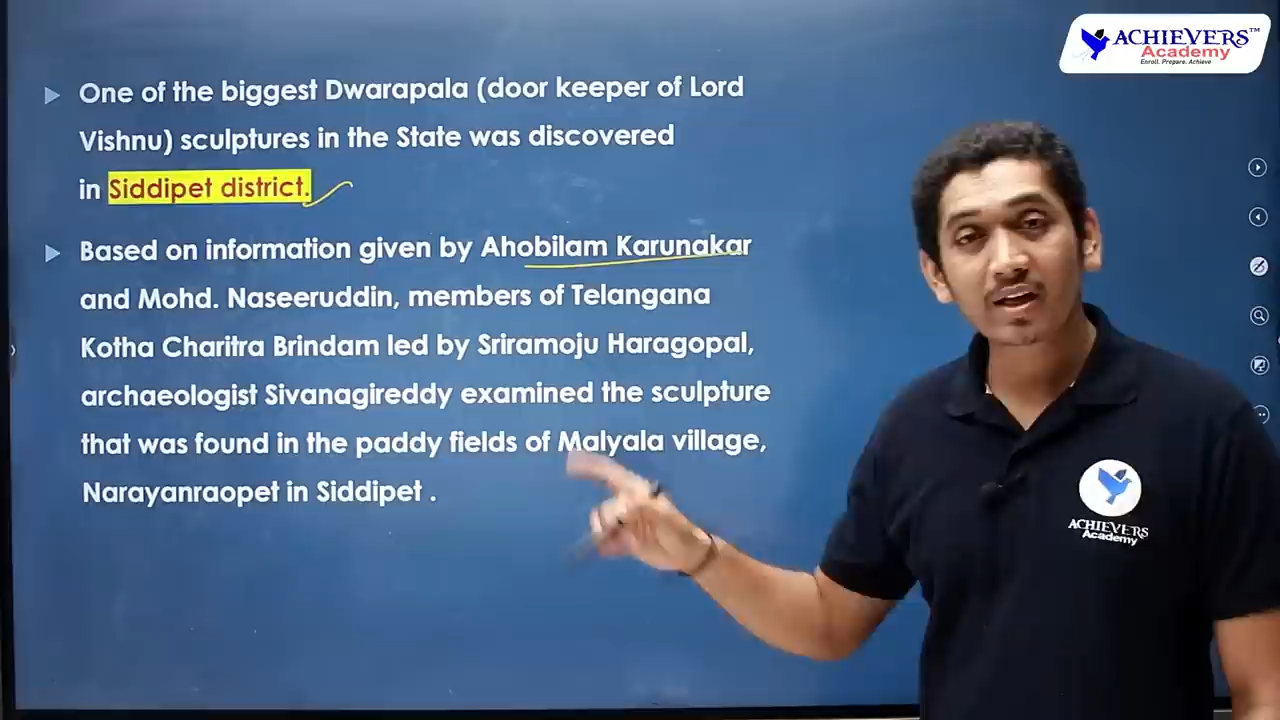 ACHIEVERS™
Academy
Enroll. Prepare. Achieve
One of the biggest Dwarapala (door keeper of Lord
Vishnu) sculptures in the State was discovered
in Siddipet district.
Based on information given by Ahobilam Karunakar
and Mohd. Naseeruddin, members of Telangana
Kotha Charitra Brindam led by Sriramoju Haragopal,
archaeologist Sivanagireddy examined the sculpture
that was found in the paddy fields of Malyala village,
Narayanraopet in Siddipet .
ACHIEVERS
Academy